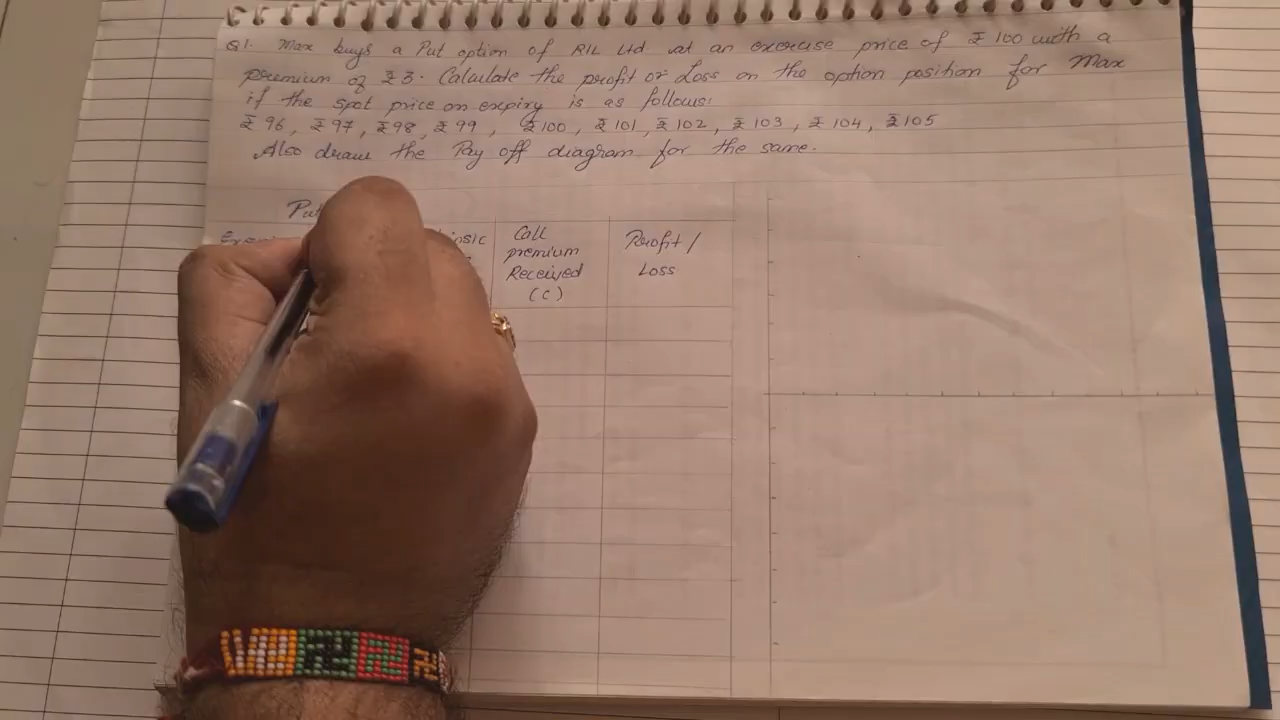 Q1. Max buys a Put option of RIL Ltd at an exercise price of ₹ 100 with a
premium of ₹ 3. Calculate the profit or Loss on the option position for Max
if the spot price on expiry is as follows:
₹ 96, ₹ 97, ₹ 98, ₹ 99, ₹ 100, ₹ 101, ₹ 102, ₹ 103, ₹ 104, ₹ 105
Also draw the Pay off diagram for the same.
Put
Call premium Received (C)
Profit / Loss